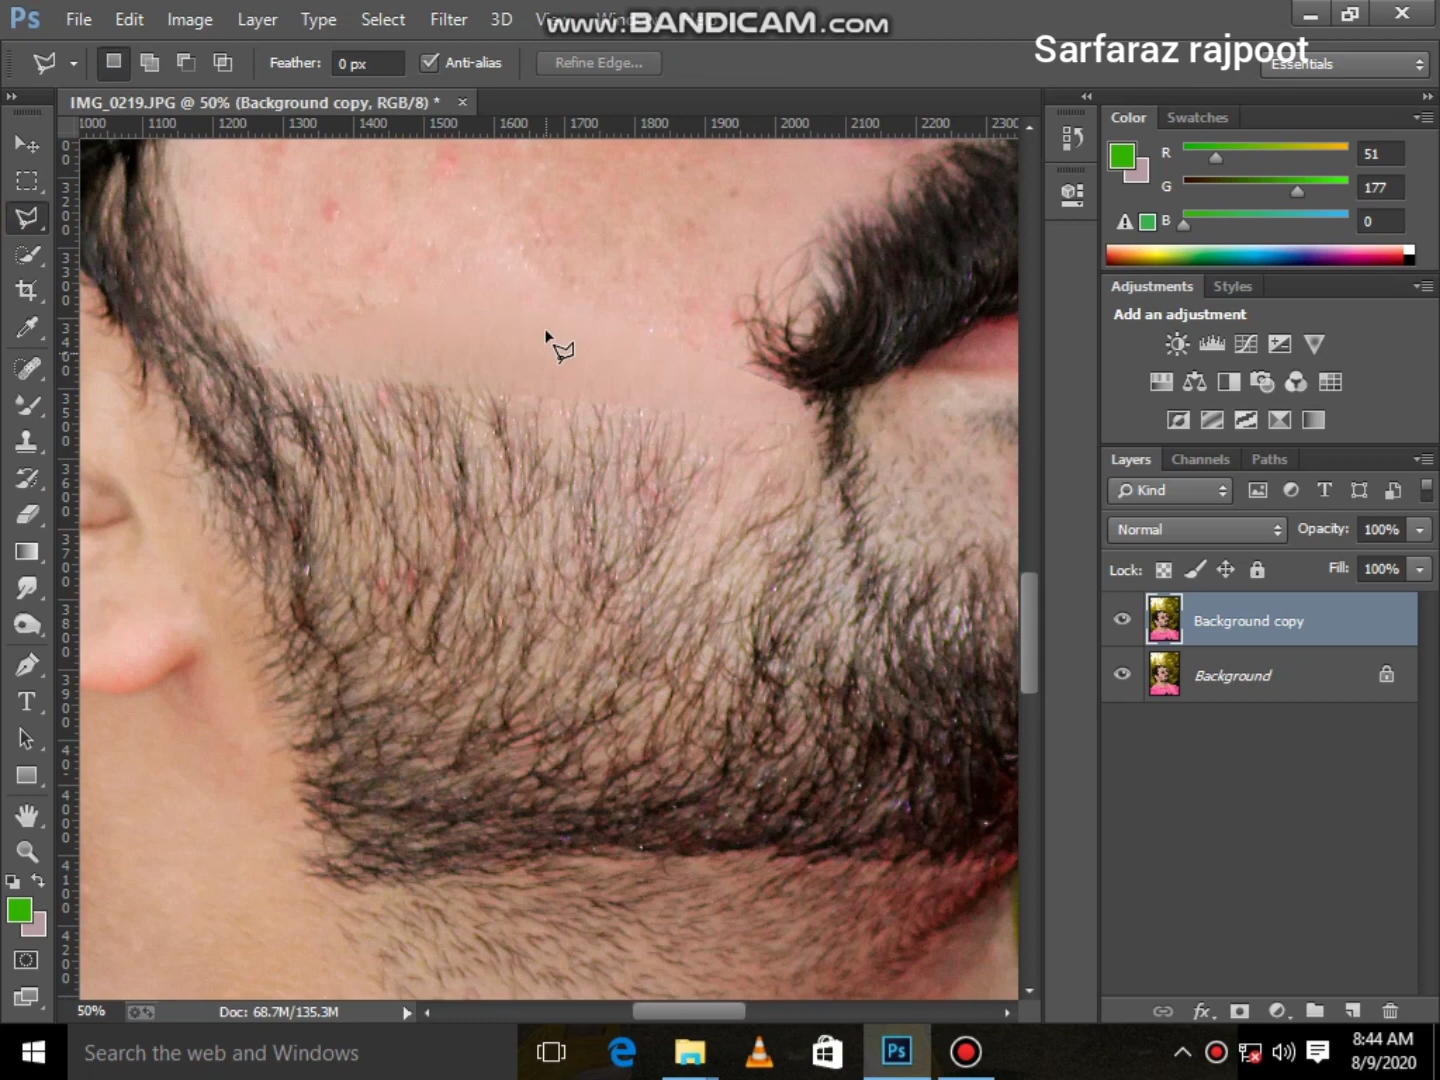 Ps File Edit Image Layer Type Select Filter 3D
www.BANDICAM.com
Sarfaraz rajpoot
Feather: 0 px Anti-alias Refine Edge... Essentials
IMG_0219.JPG @ 50% (Background copy, RGB/8) *
1000 1100 1200 1300 1400 1500 1600 1700 1800 1900 2000 2100 2200 2300
Color Swatches
R 51
G 177
B 0
Adjustments Styles
Add an adjustment
Layers Channels Paths
Kind
Normal Opacity: 100%
Lock: Fill: 100%
Background copy
Background
50% Doc: 68.7M/135.3M
Search the web and Windows
Ps
8:44 AM
8/9/2020